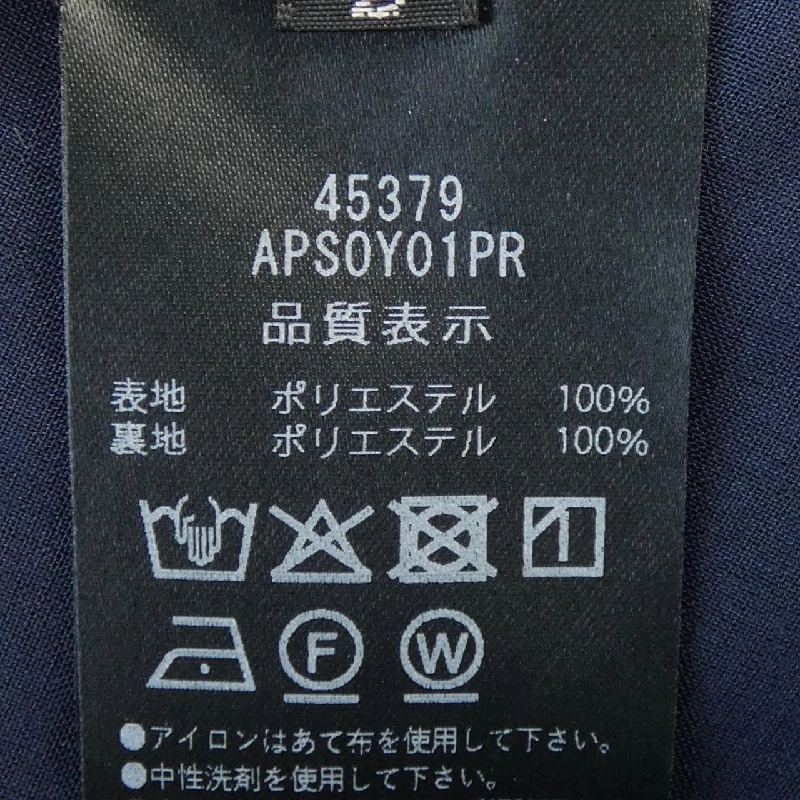 45379
APS0Y01PR
品質表示
表地 ポリエステル 100%
裏地 ポリエステル 100%
F W
●アイロンはあて布を使用して下さい。
●中性洗剤を使用して下さい。